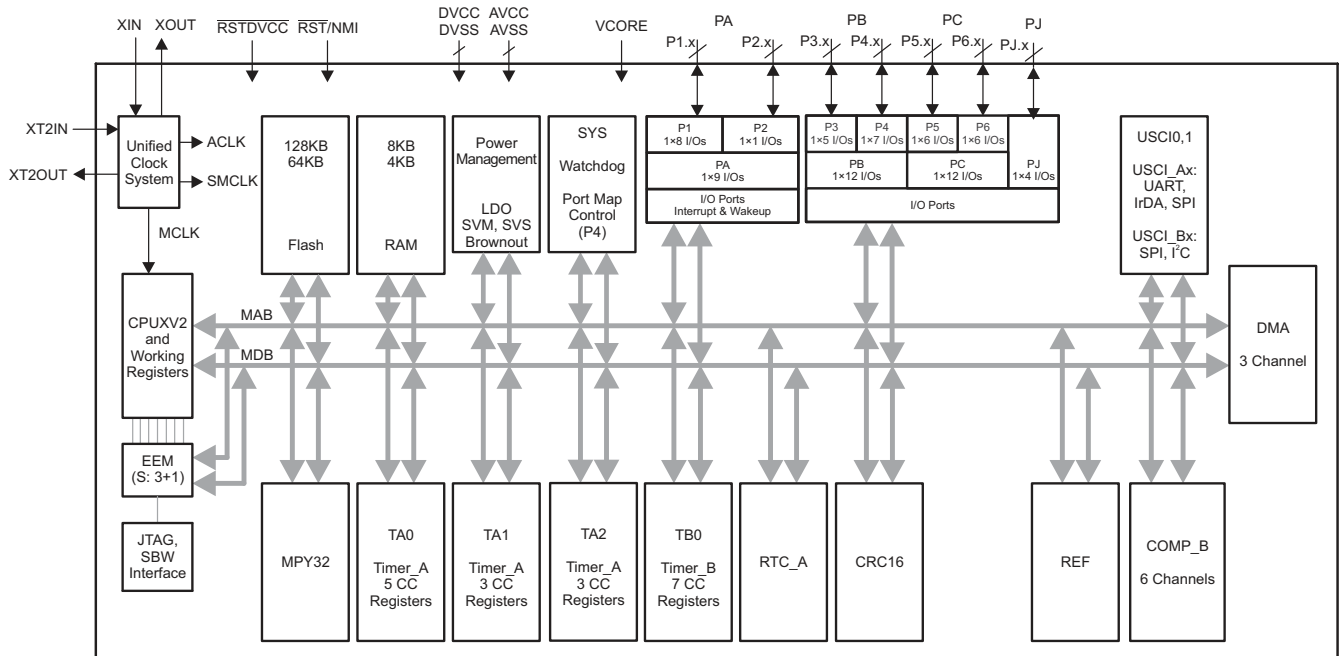 XIN
XOUT
RSTDVCC
RST/NMI
DVCC
DVSS
AVCC
AVSS
VCORE
PA
P1.x
P2.x
PB
P3.x
P4.x
PC
P5.x
P6.x
PJ
PJ.x
XT2IN
XT2OUT
Unified
Clock
System
ACLK
SMCLK
MCLK
128KB
64KB
Flash
8KB
4KB
RAM
Power
Management
LDO
SVM, SVS
Brownout
SYS
Watchdog
Port Map
Control
(P4)
P1
1×8 I/Os
P2
1×1 I/Os
PA
1×9 I/Os
I/O Ports
Interrupt & Wakeup
P3
1×5 I/Os
P4
1×7 I/Os
P5
1×6 I/Os
P6
1×6 I/Os
PB
1×12 I/Os
PC
1×12 I/Os
PJ
1×4 I/Os
I/O Ports
USCI0,1
USCI_Ax:
UART,
IrDA, SPI
USCI_Bx:
SPI, I²C
CPUXV2
and
Working
Registers
MAB
MDB
DMA
3 Channel
EEM
(S: 3+1)
JTAG,
SBW
Interface
MPY32
TA0
Timer_A
5 CC
Registers
TA1
Timer_A
3 CC
Registers
TA2
Timer_A
3 CC
Registers
TB0
Timer_B
7 CC
Registers
RTC_A
CRC16
REF
COMP_B
6 Channels